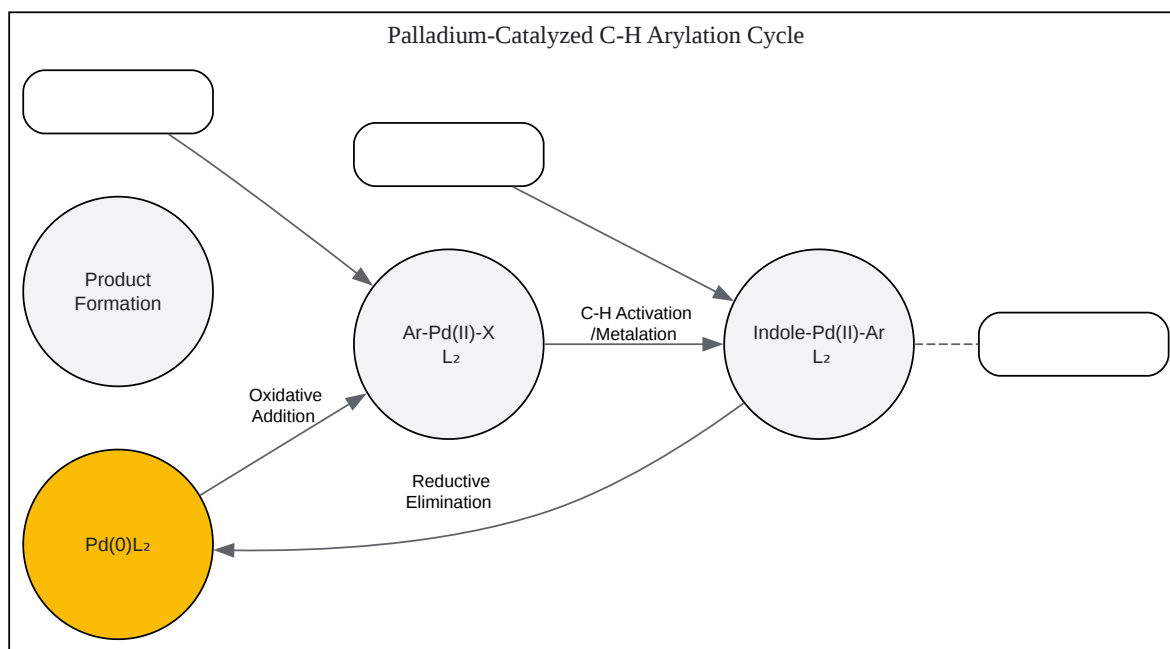 Palladium-Catalyzed C-H Arylation Cycle
Product
Formation
Ar-Pd(II)-X
L₂
C-H Activation
/Metalation
Indole-Pd(II)-Ar
L₂
Oxidative
Addition
Reductive
Elimination
Pd(0)L₂